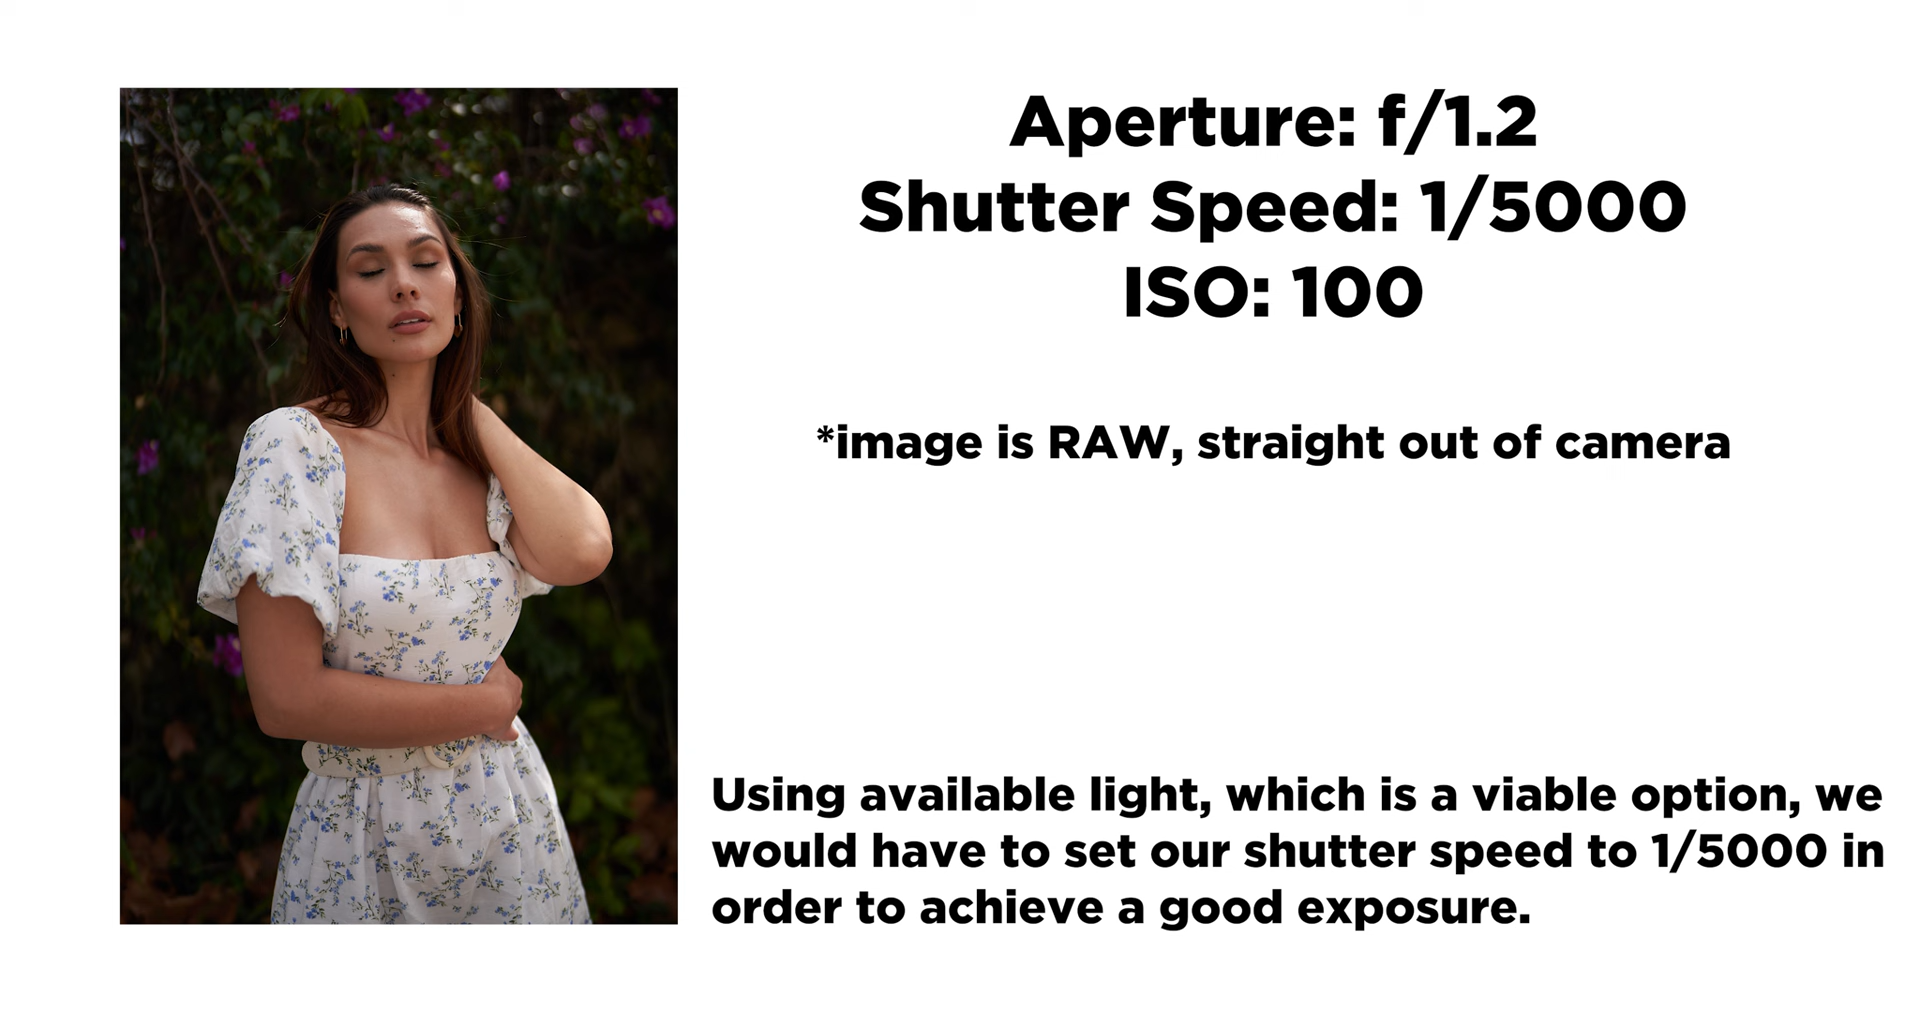 Aperture: f/1.2
Shutter Speed: 1/5000
ISO: 100
*image is RAW, straight out of camera
Using available light, which is a viable option, we
would have to set our shutter speed to 1/5000 in
order to achieve a good exposure.